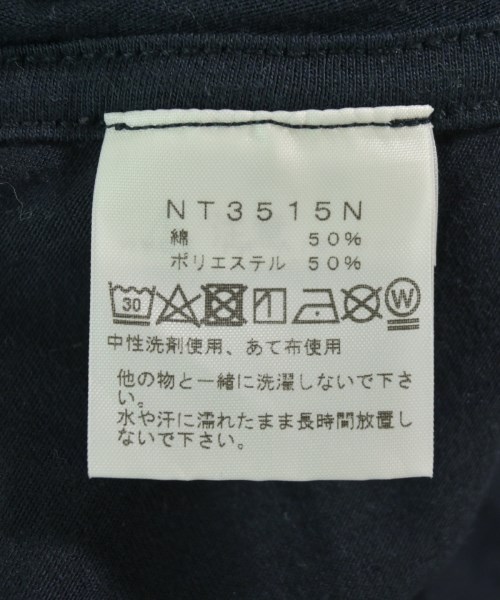 NT3515N
綿 50%
ポリエステル 50%
30 W
中性洗剤使用、あて布使用
他の物と一緒に洗濯しないで下さ
い。
水や汗に濡れたまま長時間放置し
ないで下さい。